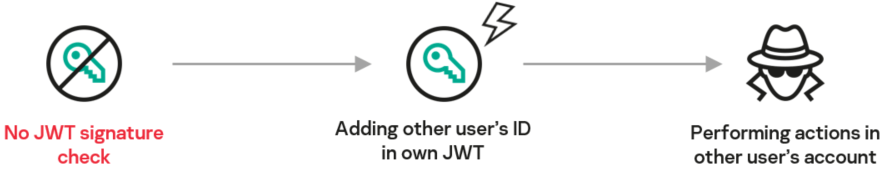 No JWT signature
check
Adding other user's ID
in own JWT
Performing actions in
other user's account